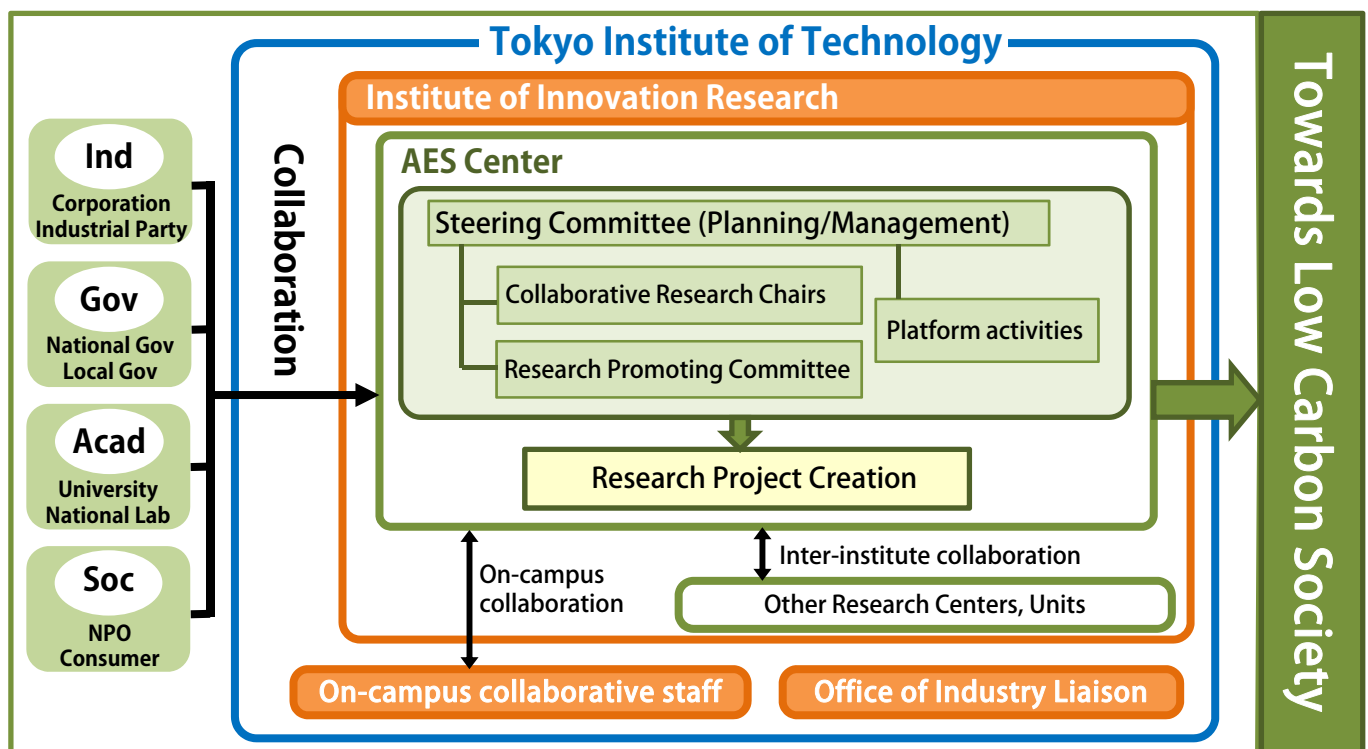 Tokyo Institute of Technology
Institute of Innovation Research
Ind
Corporation
Industrial Party
Gov
National Gov
Local Gov
Acad
University
National Lab
Soc
NPO
Consumer
Collaboration
AES Center
Steering Committee (Planning/Management)
Collaborative Research Chairs
Platform activities
Research Promoting Committee
Research Project Creation
On-campus
collaboration
Inter-institute collaboration
Other Research Centers, Units
On-campus collaborative staff
Office of Industry Liaison
Towards Low Carbon Society